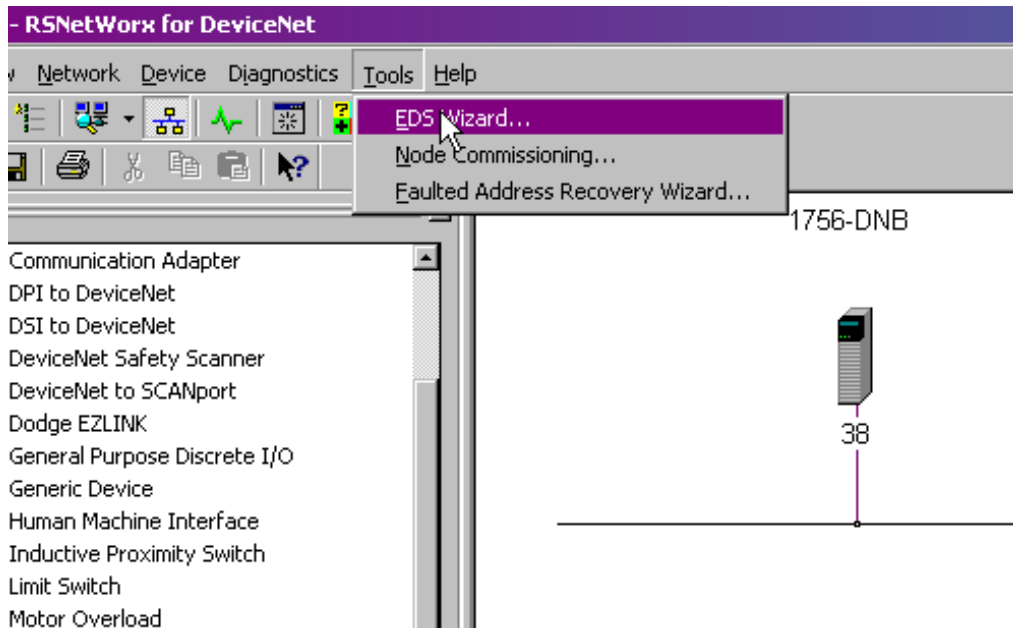 - RSNetWorx for DeviceNet
Network Device Diagnostics Tools Help
EDS Wizard...
Node Commissioning...
Faulted Address Recovery Wizard...
1756-DNB
38
Communication Adapter
DPI to DeviceNet
DSI to DeviceNet
DeviceNet Safety Scanner
DeviceNet to SCANport
Dodge EZLINK
General Purpose Discrete I/O
Generic Device
Human Machine Interface
Inductive Proximity Switch
Limit Switch
Motor Overload